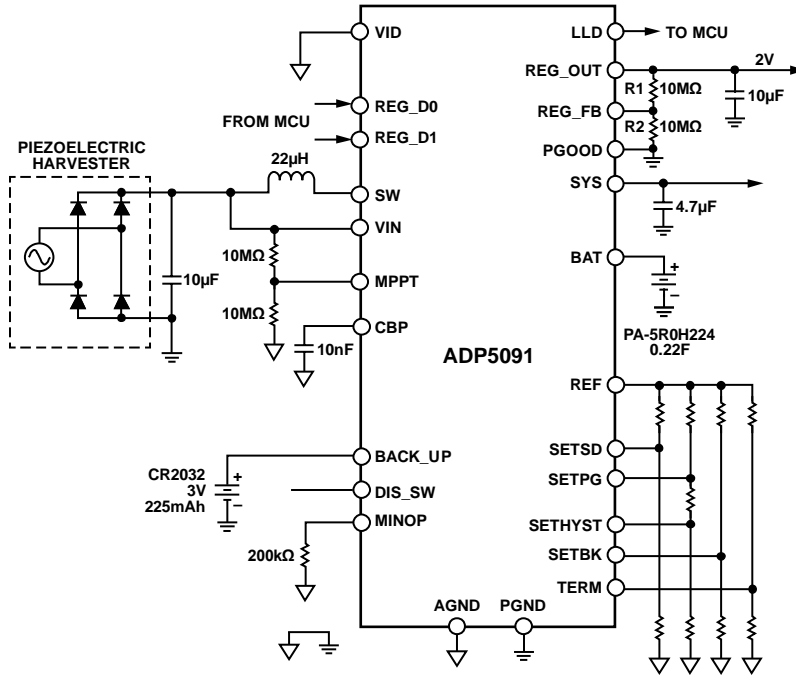 VID
LLD
TO MCU
REG_OUT
2V
R1
10MΩ
10µF
REG_D0
FROM MCU
REG_D1
REG_FB
R2
10MΩ
PGOOD
PIEZOELECTRIC
HARVESTER
22µH
SW
SYS
4.7µF
VIN
10MΩ
BAT
+
–
10µF
MPPT
10MΩ
CBP
10nF
PA-5R0H224
0.22F
ADP5091
REF
BACK_UP
CR2032
3V
225mAh
+
–
DIS_SW
MINOP
200kΩ
SETSD
SETPG
SETHYST
SETBK
TERM
AGND
PGND